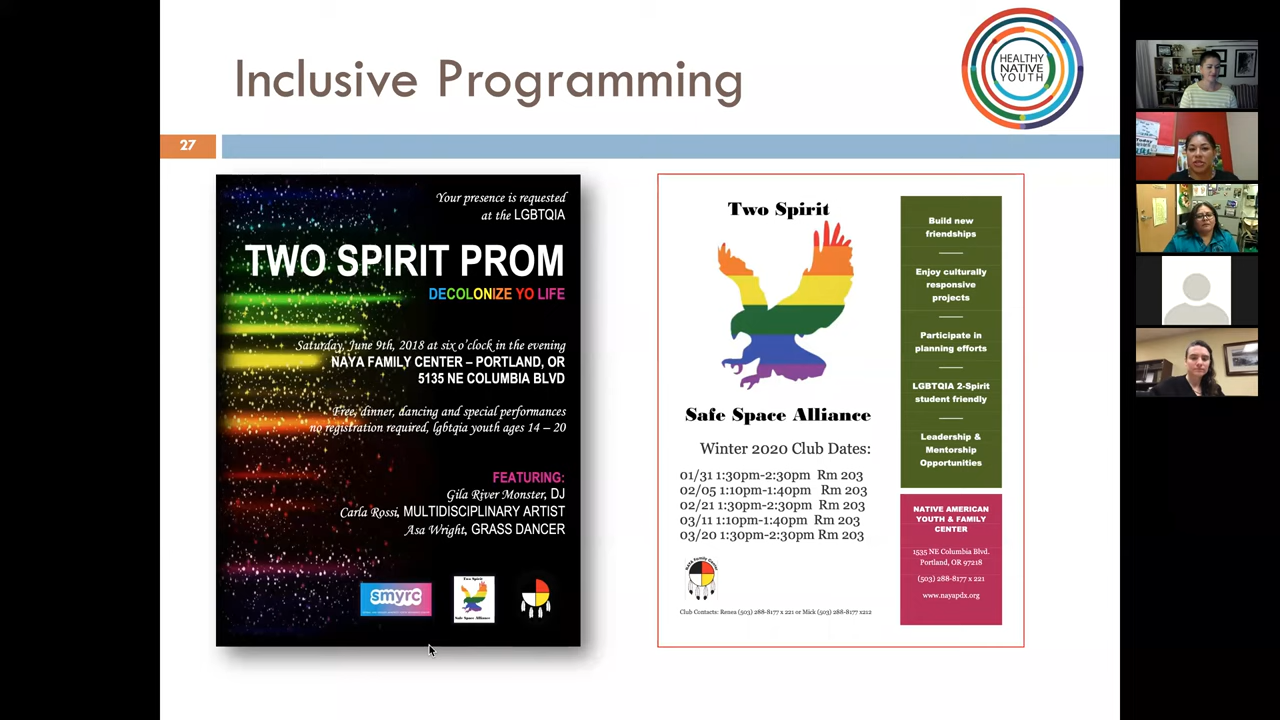 Inclusive Programming
HEALTHY
NATIVE
YOUTH
27
Your presence is requested
at the LGBTQIA
TWO SPIRIT PROM
DECOLONIZE YO LIFE
Saturday, June 9th, 2018 at six o'clock in the evening
NAYA FAMILY CENTER – PORTLAND, OR
5135 NE COLUMBIA BLVD
Free, dinner, dancing and special performances
no registration required, lgbtqia youth ages 14 – 20
FEATURING:
Gila River Monster, DJ
Carla Rossi, MULTIDISCIPLINARY ARTIST
Asa Wright, GRASS DANCER
smyrc
Two Spirit
Safe Space Alliance
Two Spirit
Safe Space Alliance
Winter 2020 Club Dates:
01/31 1:30pm-2:30pm Rm 203
02/05 1:10pm-1:40pm Rm 203
02/21 1:30pm-2:30pm Rm 203
03/11 1:10pm-1:40pm Rm 203
03/20 1:30pm-2:30pm Rm 203
NAYA Family Center
Club Contacts: Renea (503) 288-8177 x 221 or Mick (503) 288-8177 x212
Build new
friendships
Enjoy culturally
responsive
projects
Participate in
planning efforts
LGBTQIA 2-Spirit
student friendly
Leadership &
Mentorship
Opportunities
NATIVE AMERICAN
YOUTH & FAMILY
CENTER
1535 NE Columbia Blvd.
Portland, OR 97218
(503) 288-8177 x 221
www.nayapdx.org